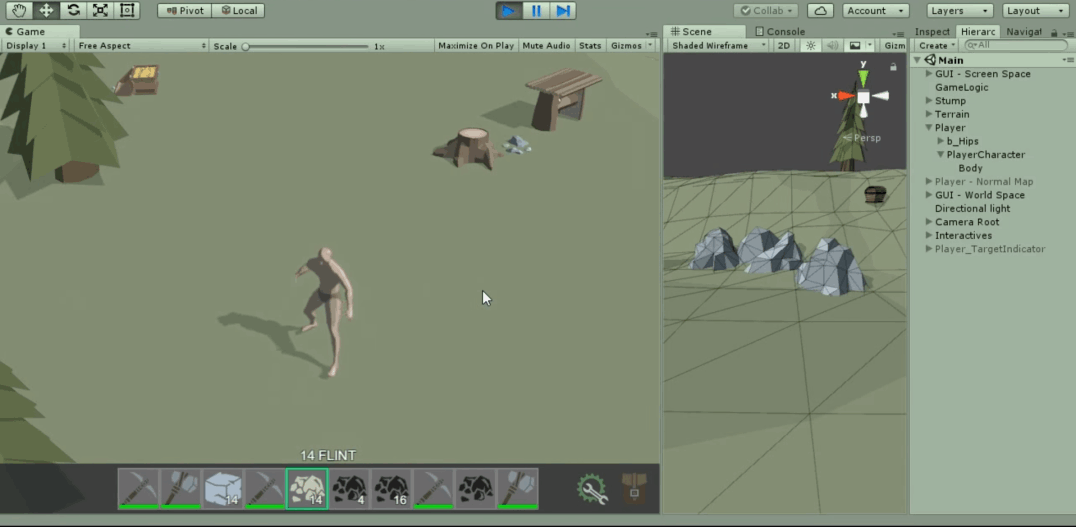 Pivot Local Collab Account Layers Layout
Game Scene Console Inspect Hierarc Navigat
Display 1 Free Aspect Scale 1x Maximize On Play Mute Audio Stats Gizmos Shaded Wireframe 2D Gizm Create All
Main
GUI - Screen Space
GameLogic
Stump
Terrain
Player
b_Hips
PlayerCharacter
Body
Player - Normal Map
GUI - World Space
Directional light
Camera Root
Interactives
Player_TargetIndicator
y
x
Persp
14 FLINT
14 14 4 16